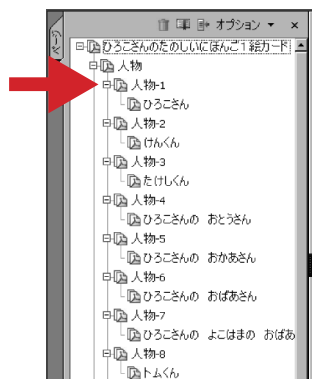 オプション
ひろこさんのたのしいにほんご1 絵カード
人物
人物-1
ひろこさん
人物-2
けんくん
人物-3
たけしくん
人物-4
ひろこさんの おとうさん
人物-5
ひろこさんの おかあさん
人物-6
ひろこさんの おばあさん
人物-7
ひろこさんの よこはまの おばあ
人物-8
トムくん